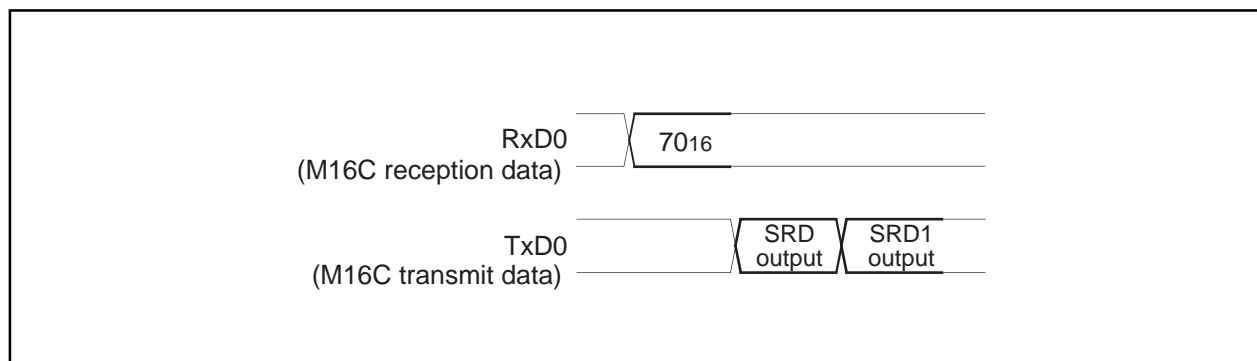 RxD0
(M16C reception data)
7016
TxD0
(M16C transmit data)
SRD
output
SRD1
output